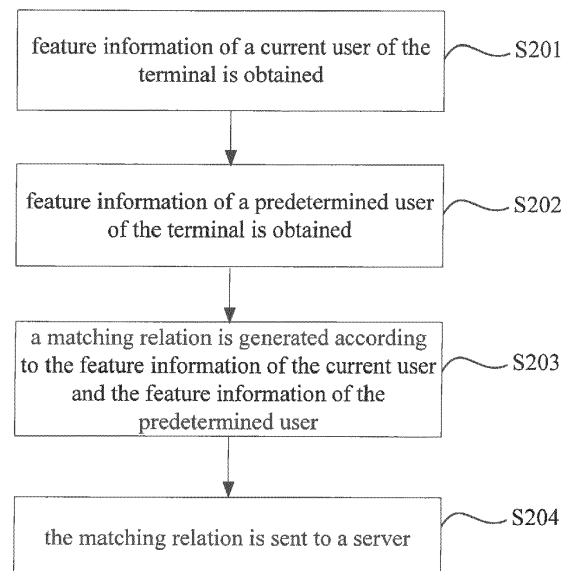 feature information of a current user of the
terminal is obtained
S201
feature information of a predetermined user
of the terminal is obtained
S202
a matching relation is generated according
to the feature information of the current user
and the feature information of the
predetermined user
S203
the matching relation is sent to a server
S204